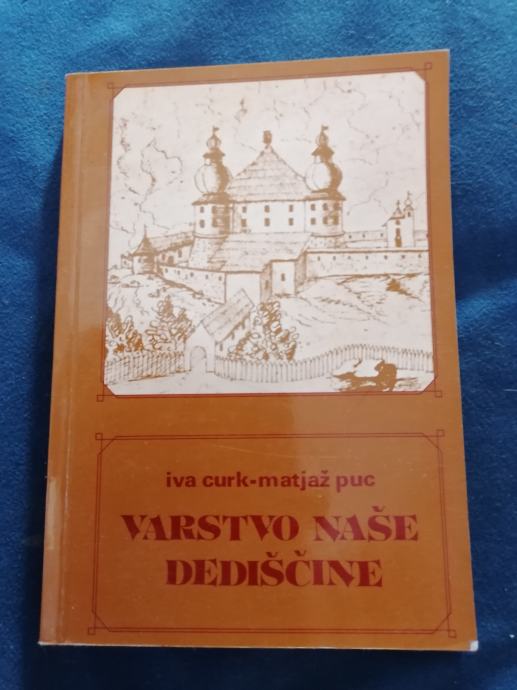 iva curk-matjaž puc
VARSTVO NAŠE
DEDIŠČINE